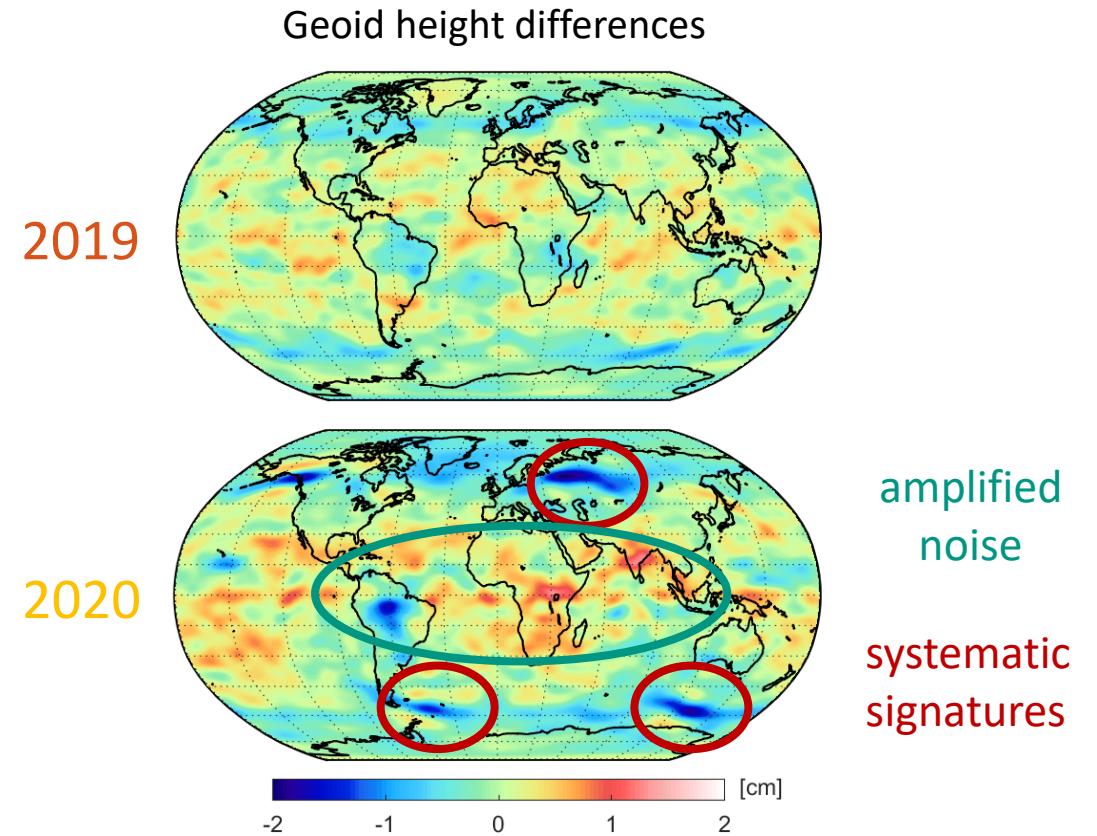 Geoid height differences
2019
2020
amplified
noise
systematic
signatures
[cm]
-2 -1 0 1 2